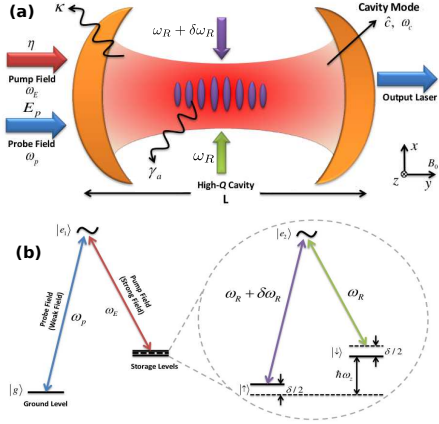 (a)
κ
ω_R + δω_R
Cavity Mode
ĉ, ω_c
η
Pump Field
ω_E
E_p
Probe Field
ω_p
Output Laser
γ_a
ω_R
High-Q Cavity
L
x
B_0
z
y
(b)
|e_1⟩
|e_2⟩
Probe Field
(Weak Field)
ω_p
Pump Field
(Strong Field)
ω_E
Storage Levels
|g⟩
Ground Level
ω_R + δω_R
ω_R
|↓⟩
δ/2
|↑⟩
δ/2
ħω_z